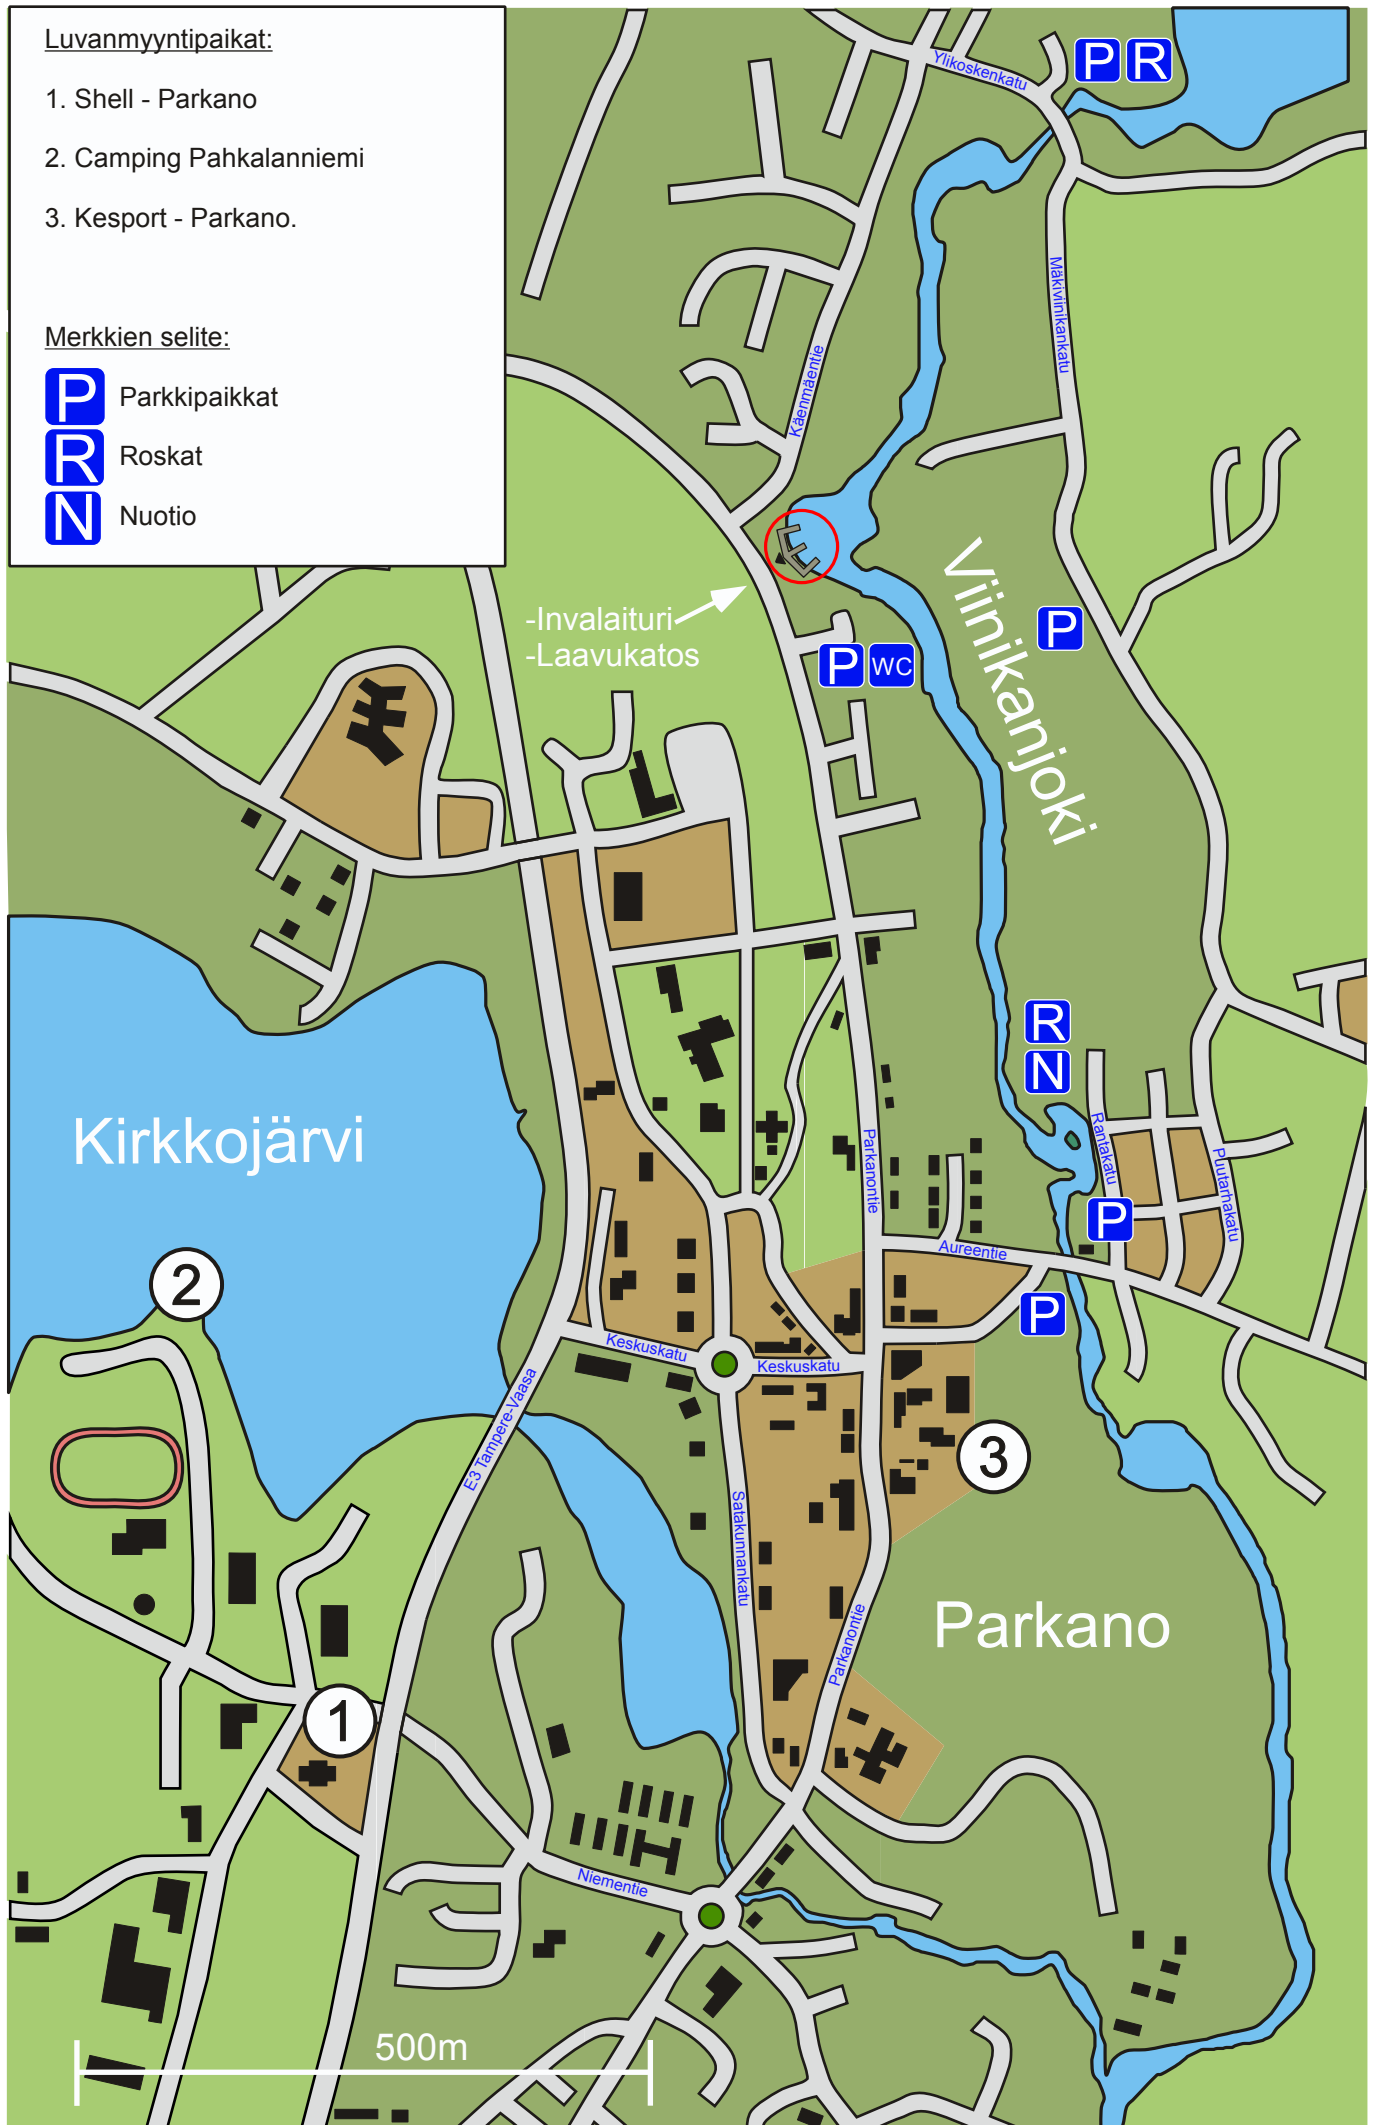 Luvanmyyntipaikat:
1. Shell - Parkano
2. Camping Pahkalanniemi
3. Kesport - Parkano.
Merkkien selite:
P Parkkipaikkat
R Roskat
N Nuotio
Ylikoskenkatu
P R
Mäkiviinikankatu
Käenmäentie
Viinikanjoki
-Invalaituri
-Laavukatos
P
P WC
R
N
Kirkkojärvi
Rantakatu
Puutarhakatu
Parkanontie
P
Aureentie
2
P
Keskuskatu
Keskuskatu
E3 Tampere-Vaasa
3
Satakunnankatu
Parkano
Parkanontie
1
Niementie
500m